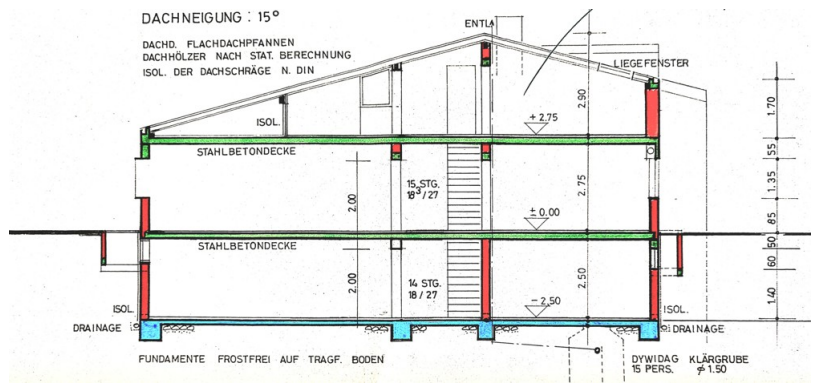 DACHNEIGUNG : 15°
ENTL.
DACHD. FLACHDACHPFANNEN
DACHHÖLZER NACH STAT. BERECHNUNG
ISOL. DER DACHSCHRÄGE N. DIN
LIEGEFENSTER
2.90
1.70
ISOL.
+ 2.75
STAHLBETONDECKE
55
15 STG.
18³/27
2.00
2.75
1.35
± 0.00
85
STAHLBETONDECKE
50
14 STG.
18/27
2.00
2.50
60
1.40
- 2.50
ISOL.
ISOL.
DRAINAGE
DRAINAGE
FUNDAMENTE FROSTFREI AUF TRAGF. BODEN
DYWIDAG KLÄRGRUBE
15 PERS. ϕ 1.50